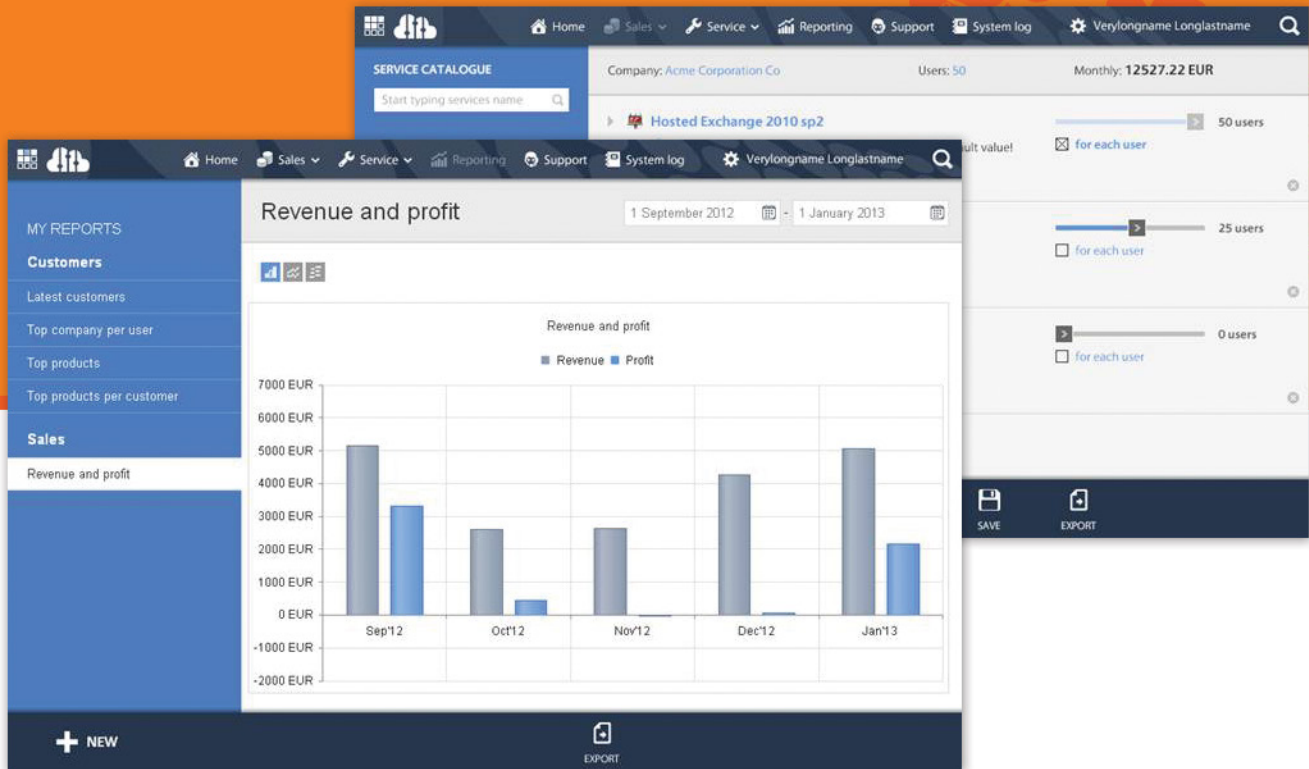 Home Sales Service Reporting Support System log Verylongname Longlastname
SERVICE CATALOGUE
Start typing services name
Company: Acme Corporation Co Users: 50 Monthly: 12527.22 EUR
Hosted Exchange 2010 sp2
50 users
ult value!
for each user
25 users
for each user
0 users
for each user
SAVE
EXPORT
Home Sales Service Reporting Support System log Verylongname Longlastname
MY REPORTS
Customers
Latest customers
Top company per user
Top products
Top products per customer
Sales
Revenue and profit
Revenue and profit
1 September 2012 - 1 January 2013
Revenue and profit
Revenue Profit
7000 EUR
6000 EUR
5000 EUR
4000 EUR
3000 EUR
2000 EUR
1000 EUR
0 EUR
-1000 EUR
-2000 EUR
Sep'12 Oct'12 Nov'12 Dec'12 Jan'13
NEW
EXPORT